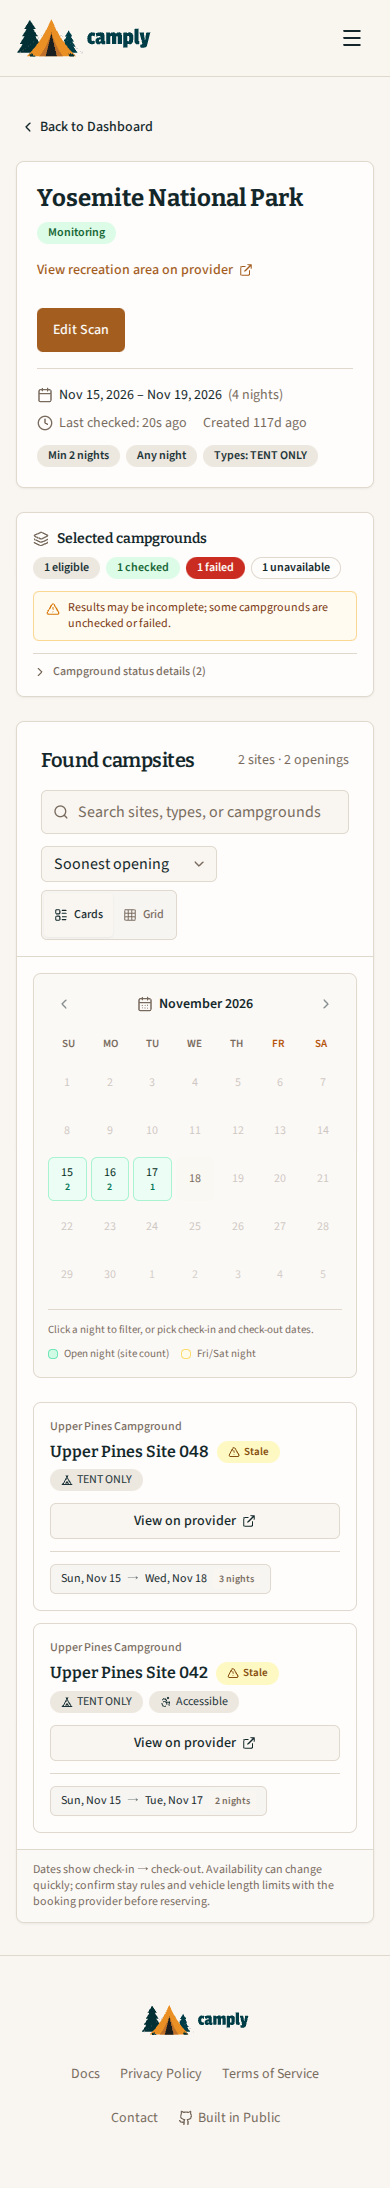 camply
Back to Dashboard
Yosemite National Park
Monitoring
View recreation area on provider
Edit Scan
Nov 15, 2026 – Nov 19, 2026 (4 nights)
Last checked: 20s ago Created 117d ago
Min 2 nights Any night Types: TENT ONLY
Selected campgrounds
1 eligible 1 checked 1 failed 1 unavailable
Results may be incomplete; some campgrounds are
unchecked or failed.
Campground status details (2)
Found campsites 2 sites · 2 openings
Search sites, types, or campgrounds
Soonest opening
Cards Grid
November 2026
SU MO TU WE TH FR SA
1 2 3 4 5 6 7
8 9 10 11 12 13 14
15 16 17 18 19 20 21
2 2 1
22 23 24 25 26 27 28
29 30 1 2 3 4 5
Click a night to filter, or pick check-in and check-out dates.
Open night (site count) Fri/Sat night
Upper Pines Campground
Upper Pines Site 048 Stale
TENT ONLY
View on provider
Sun, Nov 15 → Wed, Nov 18 3 nights
Upper Pines Campground
Upper Pines Site 042 Stale
TENT ONLY Accessible
View on provider
Sun, Nov 15 → Tue, Nov 17 2 nights
Dates show check-in → check-out. Availability can change
quickly; confirm stay rules and vehicle length limits with the
booking provider before reserving.
camply
Docs Privacy Policy Terms of Service
Contact Built in Public